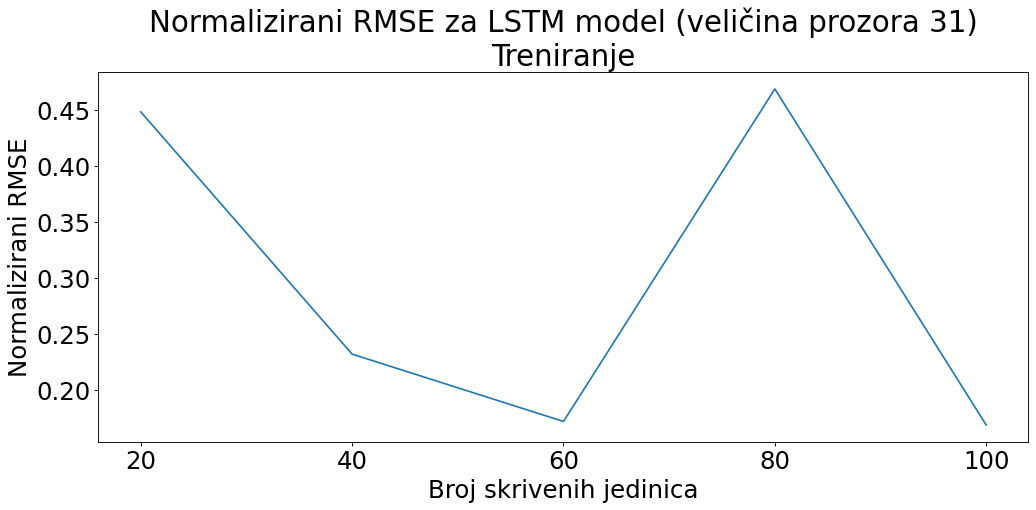 Normalizirani RMSE za LSTM model (veličina prozora 31)
Treniranje
Normalizirani RMSE
0.45
0.40
0.35
0.30
0.25
0.20
20 40 60 80 100
Broj skrivenih jedinica